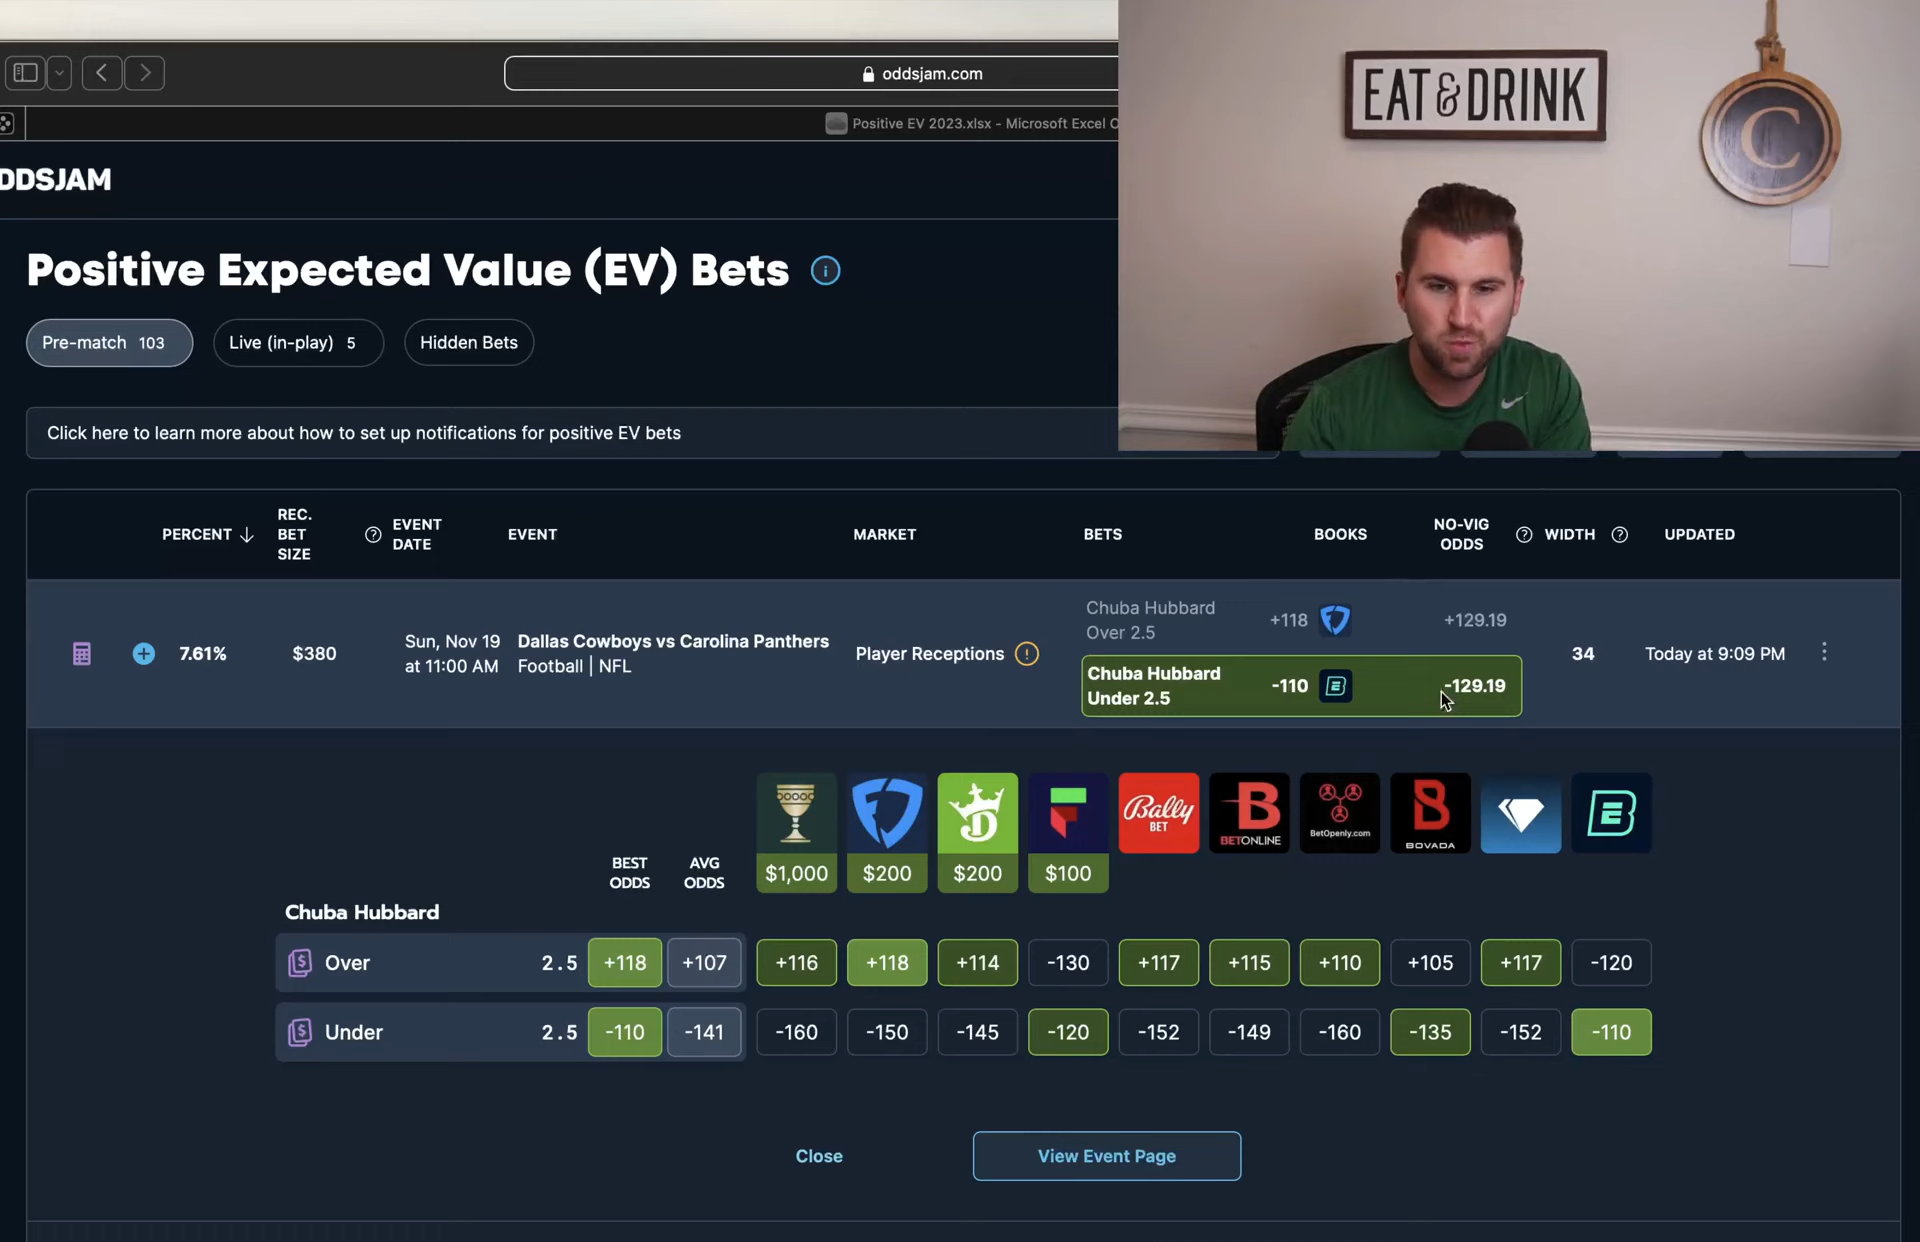 oddsjam.com
Positive EV 2023.xlsx - Microsoft Excel O
DDSJAM
EAT & DRINK
C
Positive Expected Value (EV) Bets
Pre-match 103
Live (in-play) 5
Hidden Bets
Click here to learn more about how to set up notifications for positive EV bets
PERCENT
REC.
BET
SIZE
EVENT
DATE
EVENT
MARKET
BETS
BOOKS
NO-VIG
ODDS
WIDTH
UPDATED
7.61%
$380
Sun, Nov 19
at 11:00 AM
Dallas Cowboys vs Carolina Panthers
Football | NFL
Player Receptions
Chuba Hubbard
Over 2.5
+118
+129.19
Chuba Hubbard
Under 2.5
-110
-129.19
34
Today at 9:09 PM
Bally
BET
BETONLINE
BetOpenly.com
BOVADA
BEST
ODDS
AVG
ODDS
$1,000 $200 $200 $100
Chuba Hubbard
Over 2.5 +118 +107 +116 +118 +114 -130 +117 +115 +110 +105 +117 -120
Under 2.5 -110 -141 -160 -150 -145 -120 -152 -149 -160 -135 -152 -110
Close
View Event Page